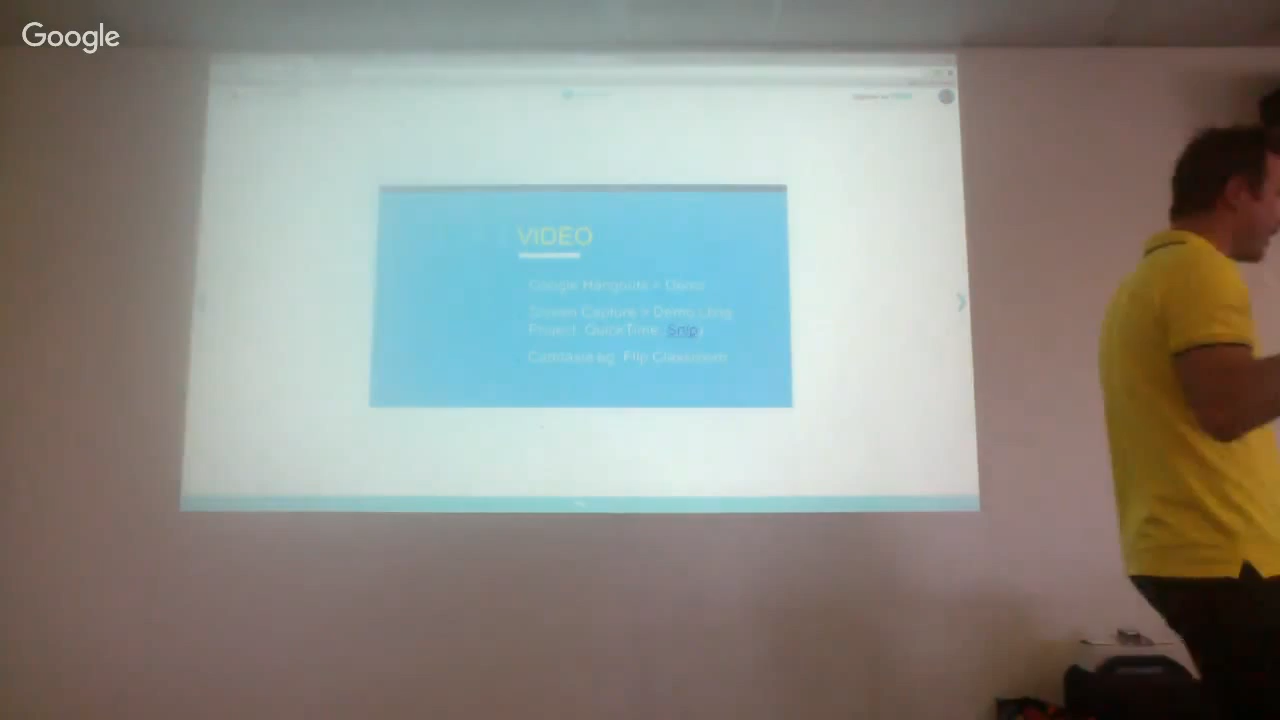 Google
VIDEO
Google Hangouts > Demo
Screen Capture > Demo (Jing
Project, QuickTime, Snip)
Camtasia eg. Flip Classroom